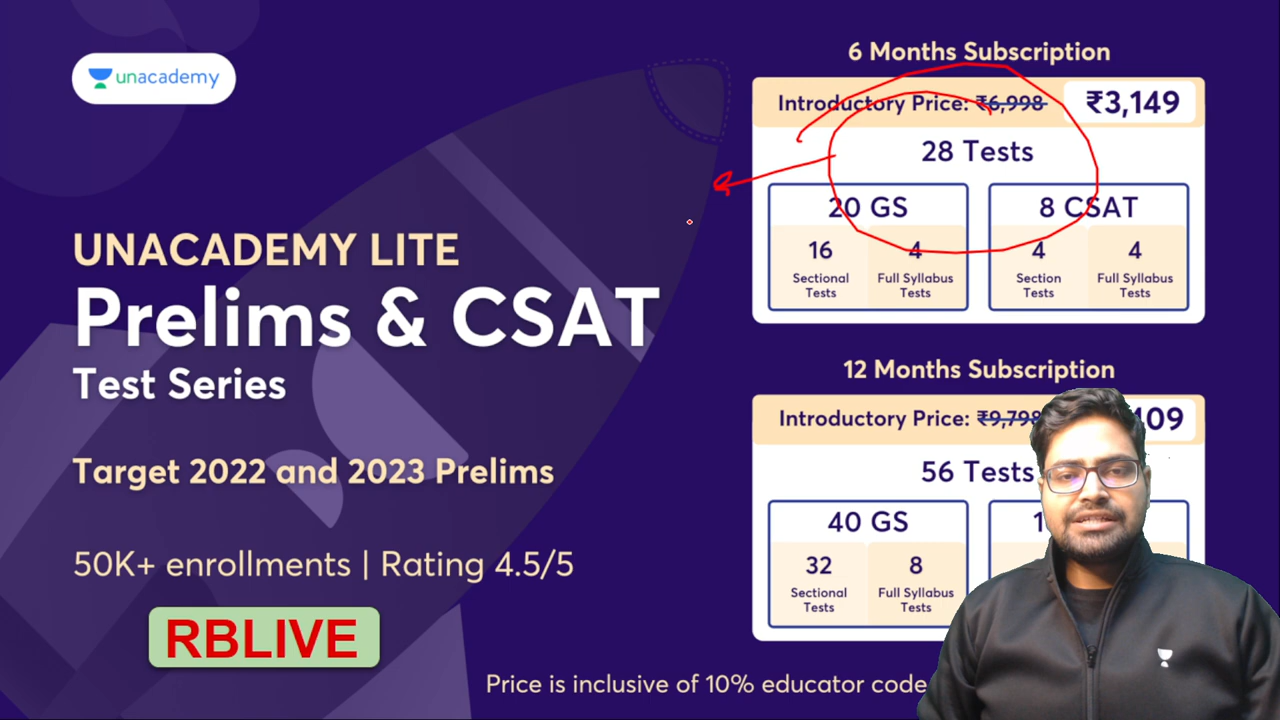 unacademy
UNACADEMY LITE
Prelims & CSAT
Test Series
Target 2022 and 2023 Prelims
50K+ enrollments | Rating 4.5/5
RBLIVE
6 Months Subscription
Introductory Price: ₹6,998 ₹3,149
28 Tests
20 GS
16 4
Sectional Full Syllabus
Tests Tests
8 CSAT
4 4
Section Full Syllabus
Tests Tests
12 Months Subscription
Introductory Price: ₹9,798
56 Tests
40 GS
32 8
Sectional Full Syllabus
Tests Tests
Price is inclusive of 10% educator code